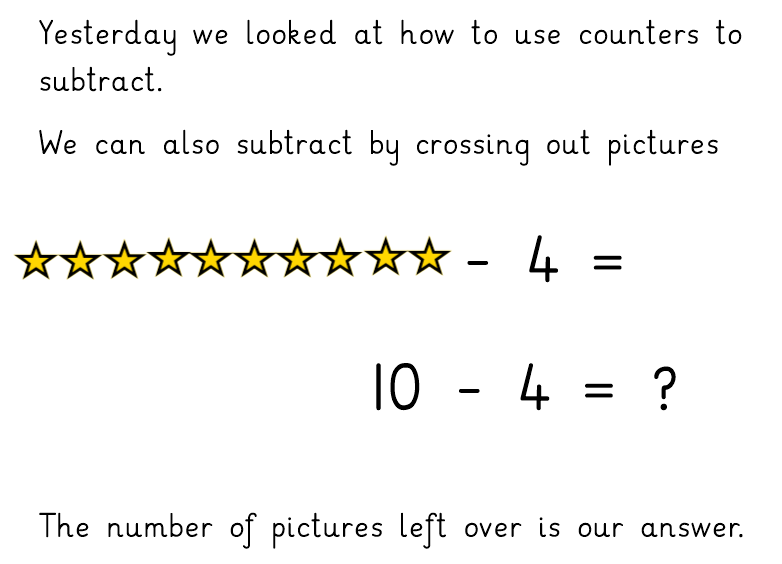 Yesterday we looked at how to use counters to
subtract.
We can also subtract by crossing out pictures
- 4 =
10 - 4 = ?
The number of pictures left over is our answer.